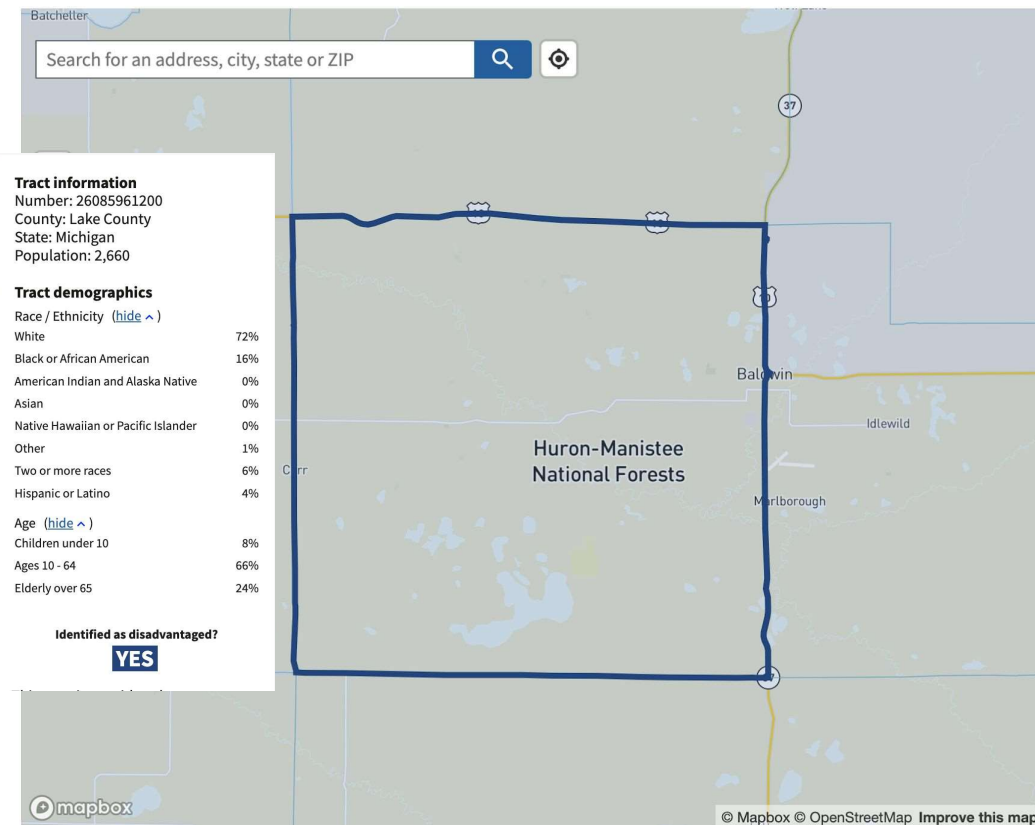 Batcheller
Search for an address, city, state or ZIP
37
Tract information
Number: 26085961200
County: Lake County
State: Michigan
Population: 2,660
Tract demographics
Race / Ethnicity (hide ^)
White 72%
Black or African American 16%
American Indian and Alaska Native 0%
Asian 0%
Native Hawaiian or Pacific Islander 0%
Other 1%
Two or more races 6%
Hispanic or Latino 4%
Age (hide ^)
Children under 10 8%
Ages 10 - 64 66%
Elderly over 65 24%
Identified as disadvantaged?
YES
10
Baldwin
Idlewild
Huron-Manistee
National Forests
Marlborough
mapbox
© Mapbox © OpenStreetMap Improve this map